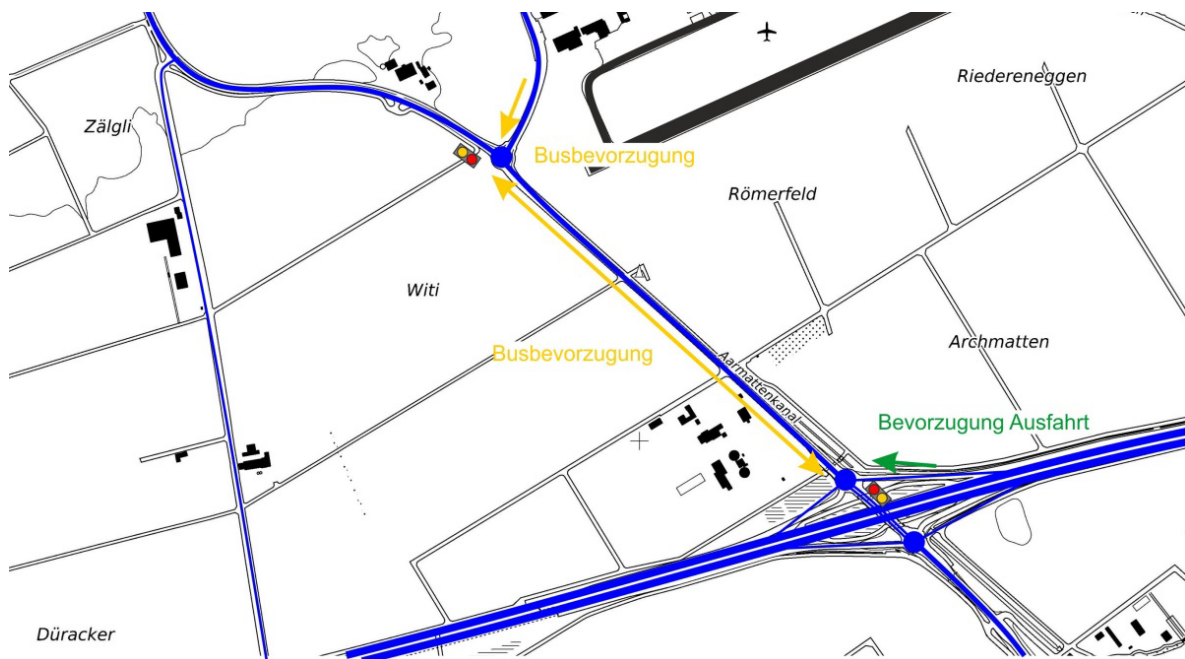 Riedereneggen
Zälgli
Busbevorzugung
Römerfeld
Witi
Archmatten
Busbevorzugung
Aarmattenkanal
Bevorzugung Ausfahrt
Düracker